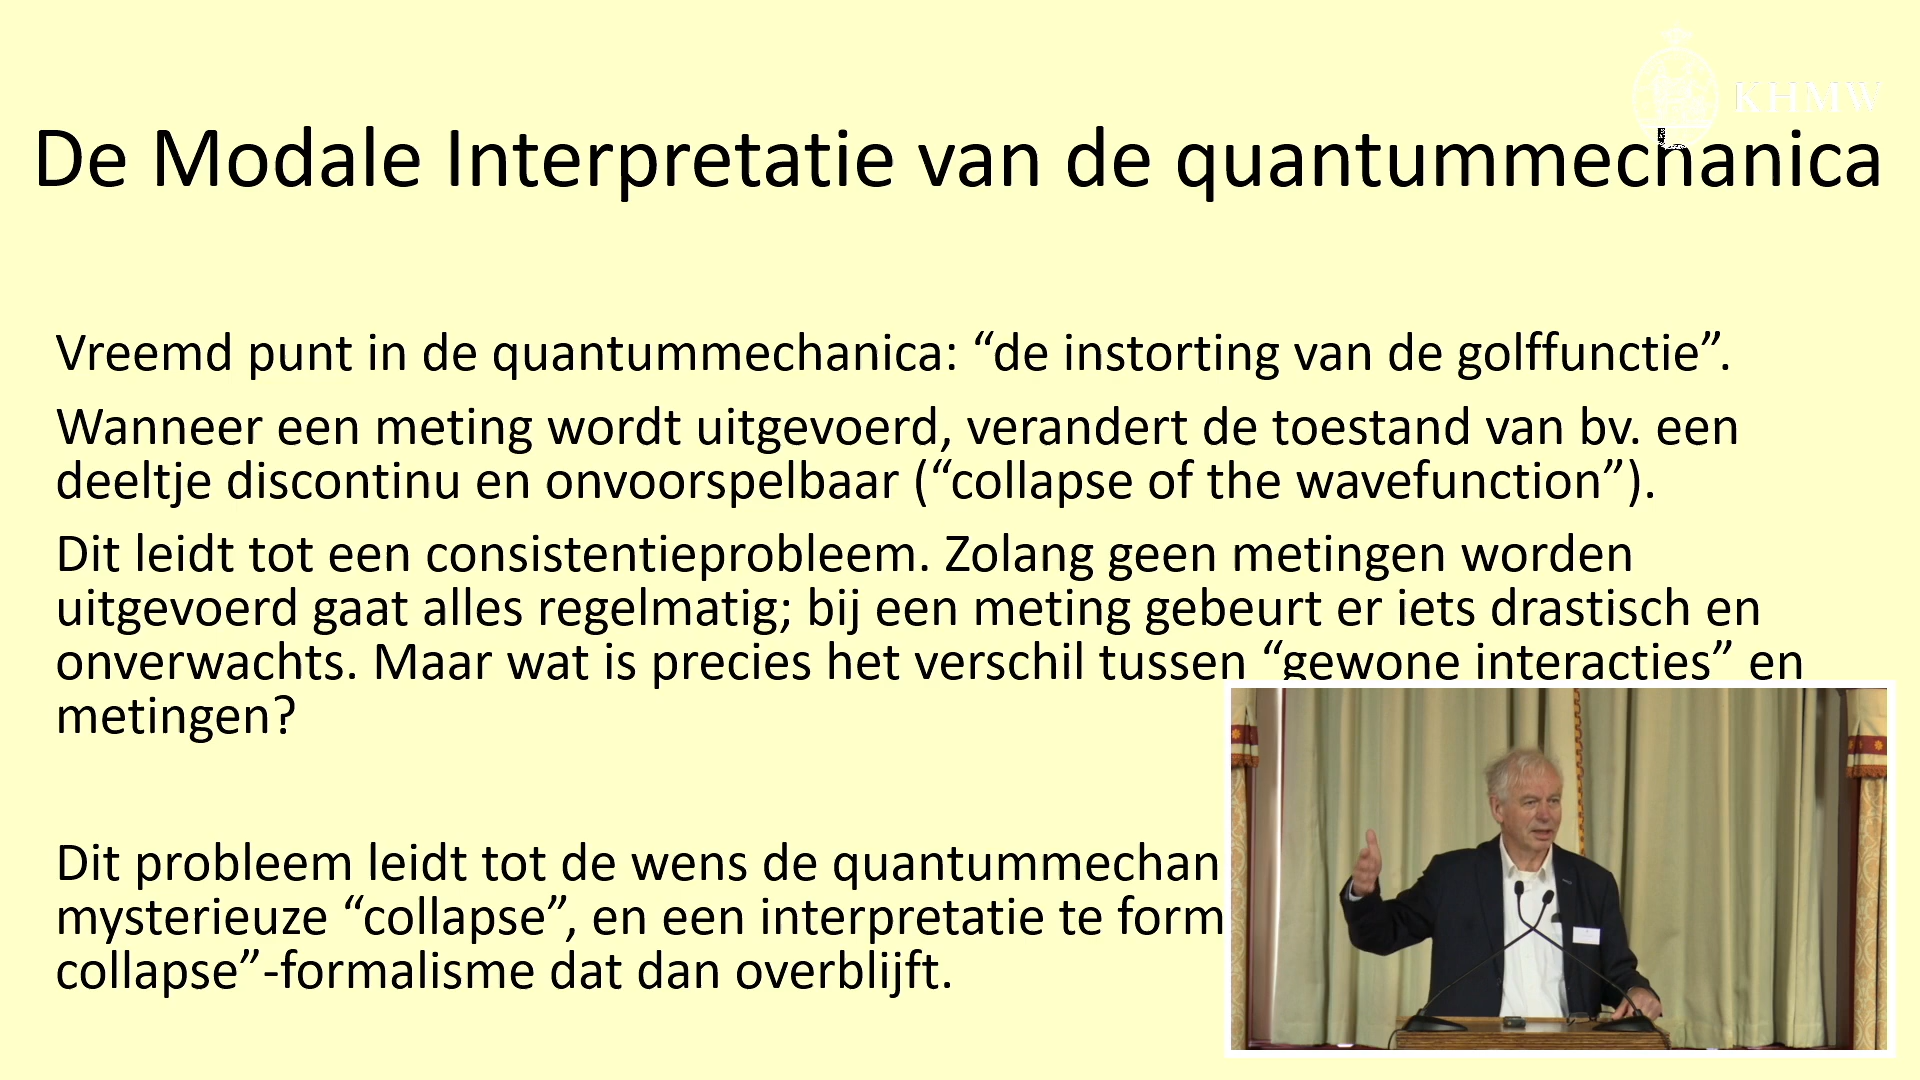 KHMW
De Modale Interpretatie van de quantummechanica
Vreemd punt in de quantummechanica: “de instorting van de golffunctie”.
Wanneer een meting wordt uitgevoerd, verandert de toestand van bv. een
deeltje discontinu en onvoorspelbaar (“collapse of the wavefunction”).
Dit leidt tot een consistentieprobleem. Zolang geen metingen worden
uitgevoerd gaat alles regelmatig; bij een meting gebeurt er iets drastisch en
onverwachts. Maar wat is precies het verschil tussen “gewone interacties” en
metingen?
Dit probleem leidt tot de wens de quantummechan
mysterieuze “collapse”, en een interpretatie te form
collapse”-formalisme dat dan overblijft.